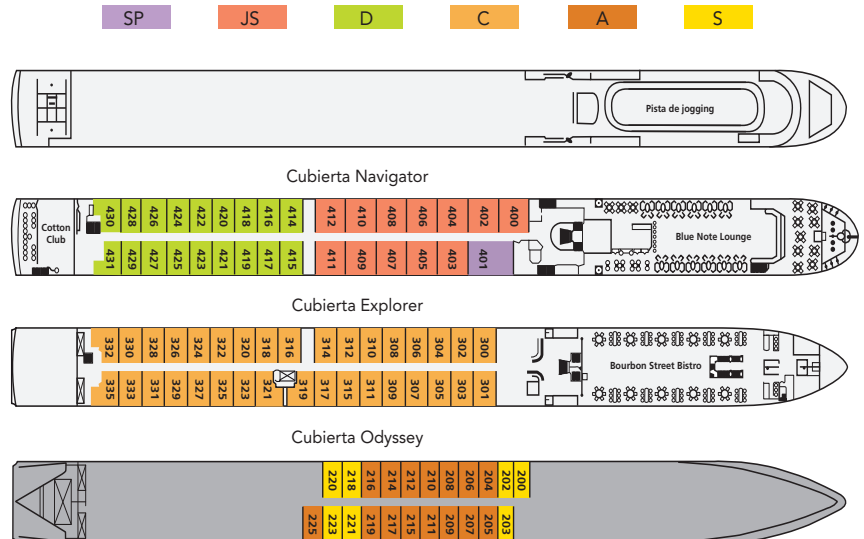 SP JS D C A S
Pista de jogging
Cubierta Navigator
430 428 426 424 422 420 418 416 414 412 410 408 406 404 402 400
Cotton
Club
Blue Note Lounge
431 429 427 425 423 421 419 417 415 411 409 407 405 403 401
Cubierta Explorer
332 330 328 326 324 322 320 318 316 314 312 310 308 306 304 302 300
Bourbon Street Bistro
335 333 331 329 327 325 323 321 319 317 315 311 309 307 305 303 301
Cubierta Odyssey
220 218 216 214 212 210 208 206 204 202 200
225 223 221 219 217 215 211 209 207 205 203